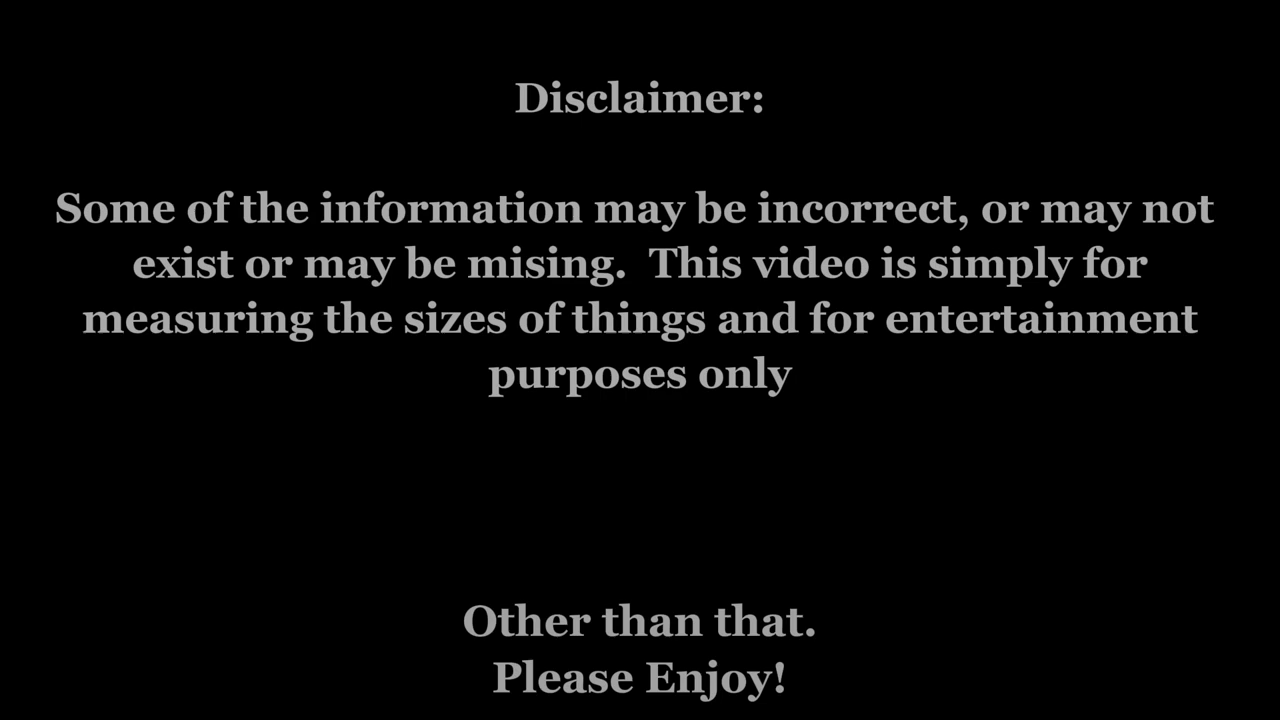 Disclaimer:
Some of the information may be incorrect, or may not
exist or may be mising.  This video is simply for
measuring the sizes of things and for entertainment
purposes only
Other than that.
Please Enjoy!